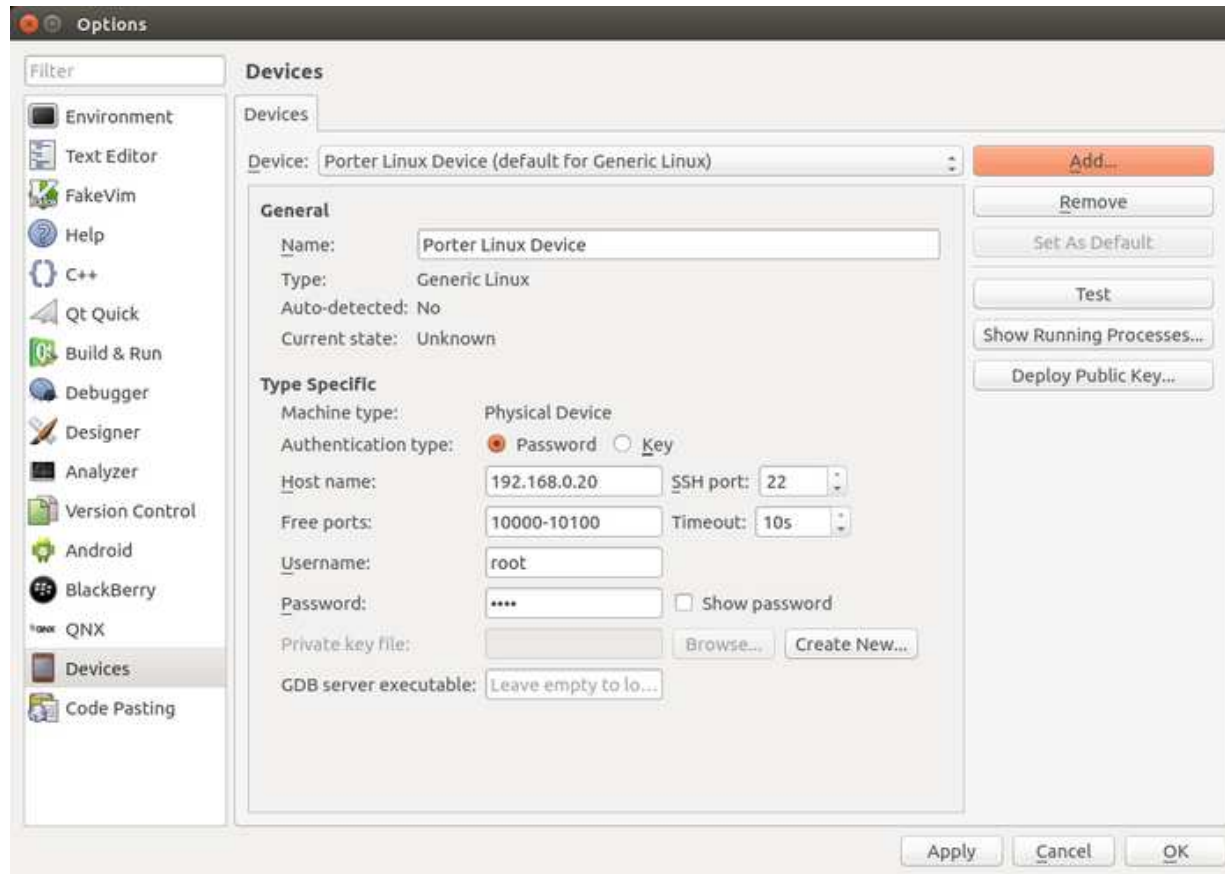 Options
Filter
Environment
Text Editor
FakeVim
Help
C++
Qt Quick
Build & Run
Debugger
Designer
Analyzer
Version Control
Android
BlackBerry
QNX
Devices
Code Pasting
Devices
Devices
Device: Porter Linux Device (default for Generic Linux)
General
Name: Porter Linux Device
Type: Generic Linux
Auto-detected: No
Current state: Unknown
Type Specific
Machine type: Physical Device
Authentication type: Password Key
Host name: 192.168.0.20 SSH port: 22
Free ports: 10000-10100 Timeout: 10s
Username: root
Password: •••• Show password
Private key file: Browse... Create New...
GDB server executable: Leave empty to lo...
Add...
Remove
Set As Default
Test
Show Running Processes...
Deploy Public Key...
Apply Cancel OK